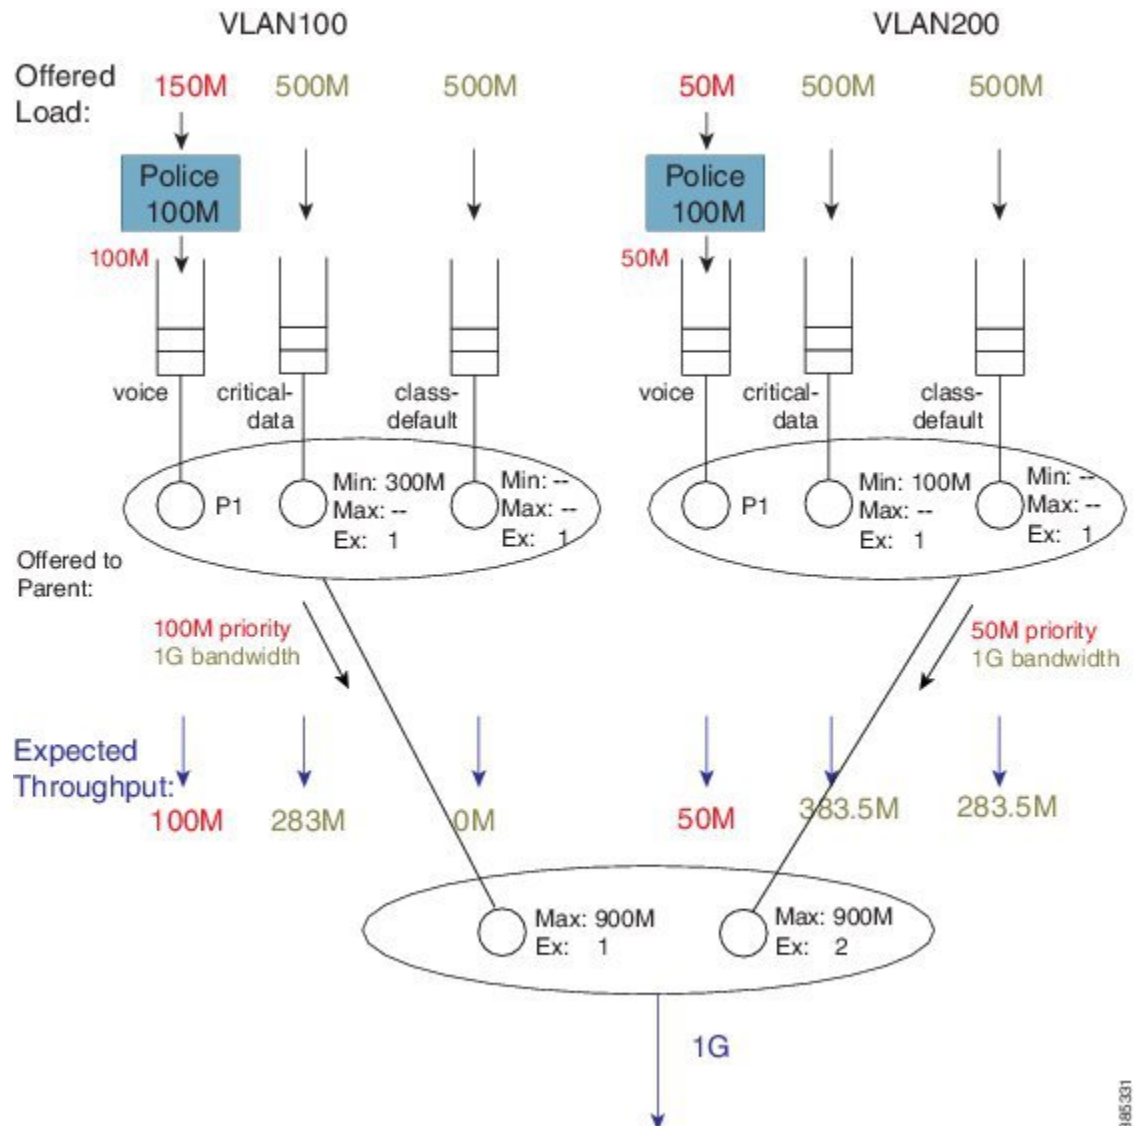 VLAN100 VLAN200
Offered
Load:
150M 500M 500M 50M 500M 500M
Police
100M
Police
100M
100M 50M
voice critical-
data class-
default voice critical-
data class-
default
P1
Min: 300M
Max: --
Ex: 1
Min: --
Max: --
Ex: 1
P1
Min: 100M
Max: --
Ex: 1
Min: --
Max: --
Ex: 1
Offered to
Parent:
100M priority
1G bandwidth
50M priority
1G bandwidth
Expected
Throughput:
100M 283M 0M 50M 383.5M 283.5M
Max: 900M
Ex: 1
Max: 900M
Ex: 2
1G
385331